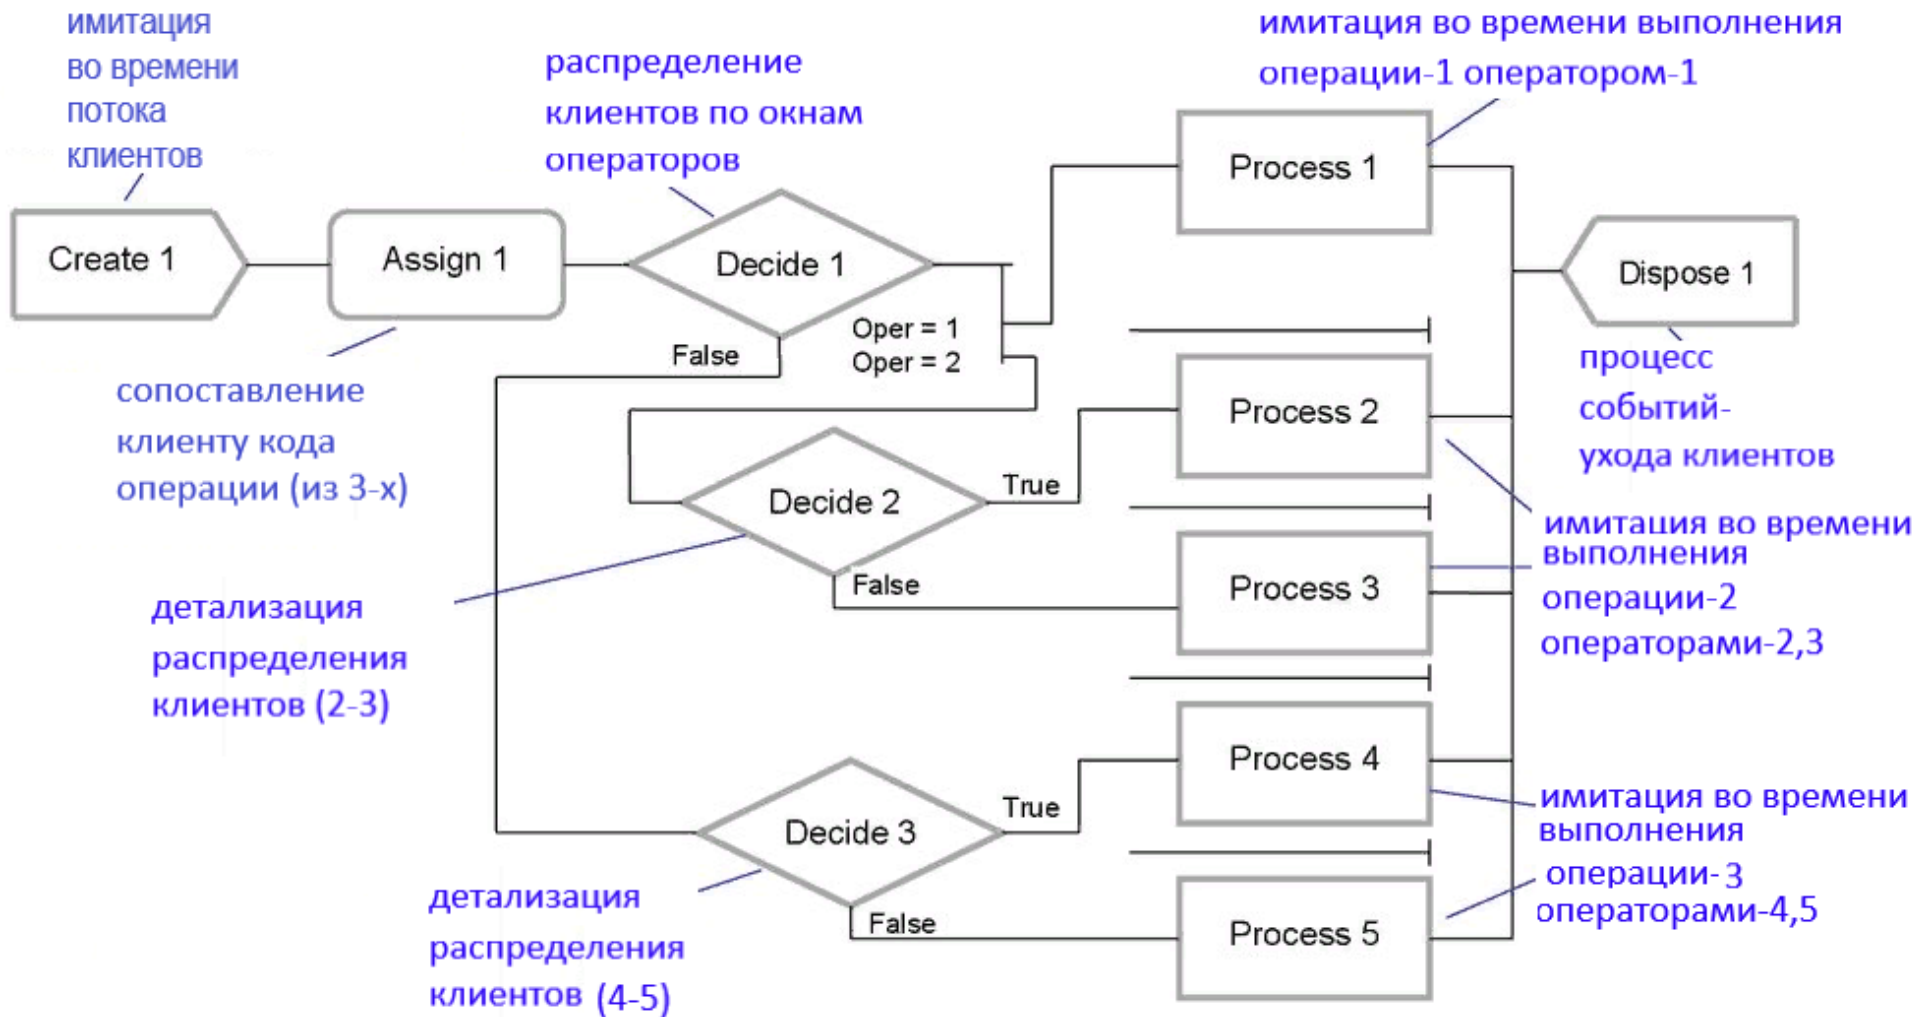 имитация
во времени
потока
клиентов
распределение
клиентов по окнам
операторов
имитация во времени выполнения
операции-1 оператором-1
Create 1
Assign 1
Decide 1
Process 1
Dispose 1
Oper = 1
Oper = 2
False
сопоставление
клиенту кода
операции (из 3-х)
процесс
событий-
ухода клиентов
Decide 2
True
False
Process 2
Process 3
имитация во времени
выполнения
операции-2
операторами-2,3
детализация
распределения
клиентов (2-3)
Decide 3
True
False
Process 4
Process 5
имитация во времени
выполнения
операции-3
операторами-4,5
детализация
распределения
клиентов (4-5)